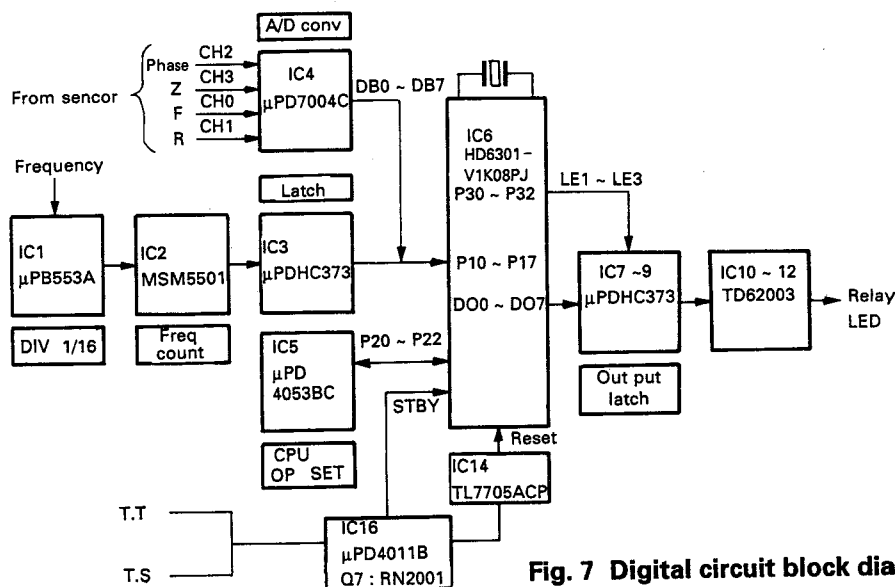 A/D conv
Phase CH2
Z CH3
F CH0
R CH1
From sencor
IC4
μPD7004C
DB0 ~ DB7
IC6
HD6301-
V1K08PJ
P30 ~ P32
LE1 ~ LE3
Frequency
Latch
IC1
μPB553A
IC2
MSM5501
IC3
μPDHC373
P10 ~ P17
DO0 ~ DO7
IC7 ~9
μPDHC373
IC10 ~ 12
TD62003
Relay
LED
DIV 1/16
Freq
count
IC5
μPD
4053BC
P20 ~ P22
STBY
Out put
latch
Reset
CPU
OP SET
IC14
TL7705ACP
T.T
T.S
IC16
μPD4011B
Q7 : RN2001
Fig. 7 Digital circuit block dia